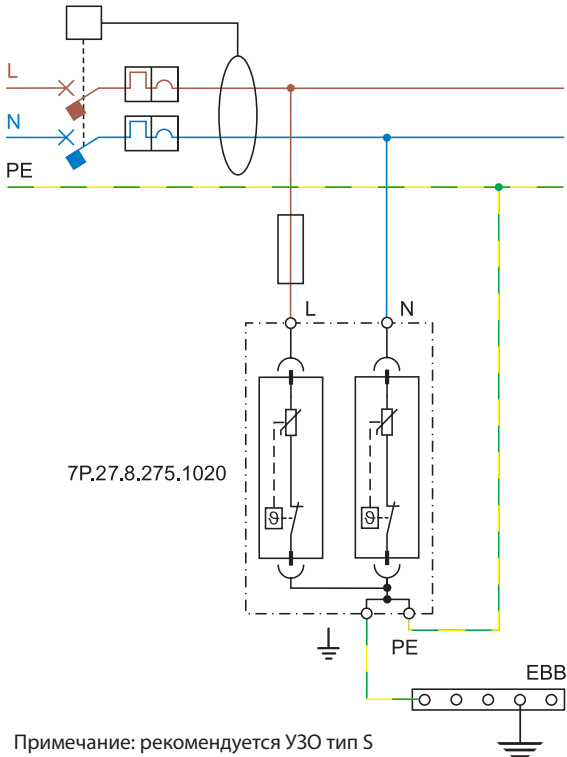 L
N
PE
L
N
7P.27.8.275.1020
ϑ
ϑ
PE
EBB
Примечание: рекомендуется УЗО тип S